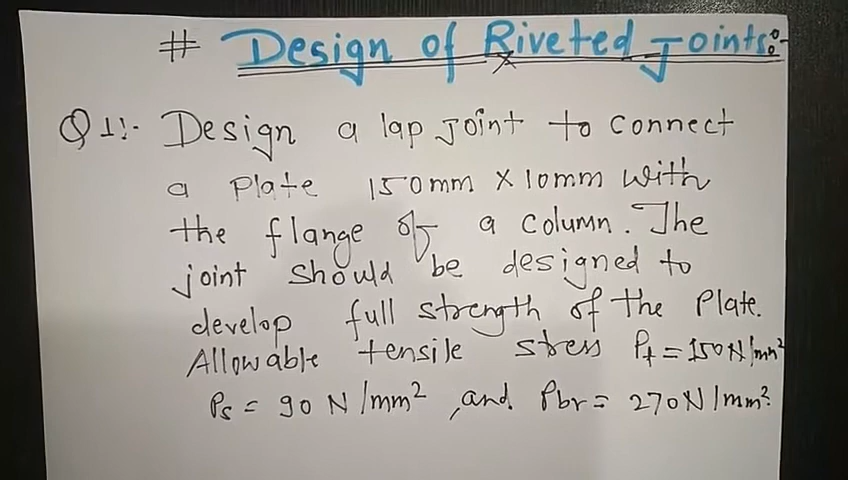 # Design of Riveted Joints:-
Q1:- Design a lap joint to connect
a plate 150mm X 10mm with
the flange of a column. The
joint should be designed to
develop full strength of the Plate.
Allowable tensile stress Pt = 150 N/mm²
Ps = 90 N/mm², and Pbr = 270 N/mm².